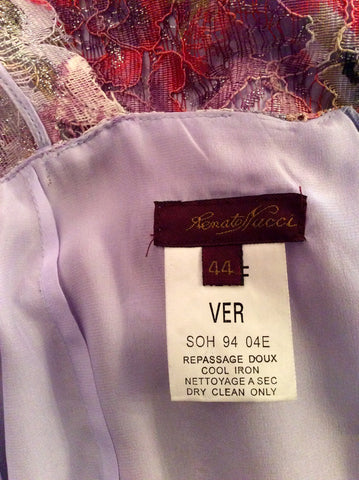 Renato Nucci
44
VER
SOH 94 04E
REPASSAGE DOUX
COOL IRON
NETTOYAGE A SEC
DRY CLEAN ONLY